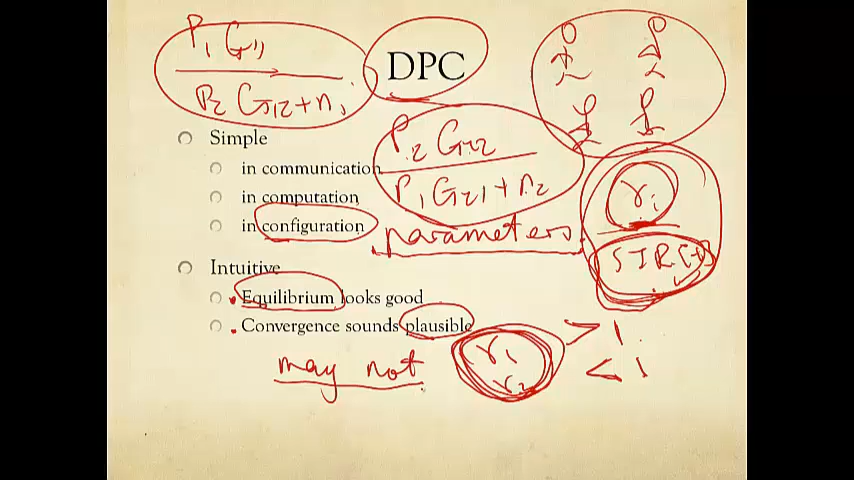 P₁ G₁₁
P₂ G₁₂ + n₁
DPC
Simple
in communication
in computation
in configuration
P₂ G₂₂
P₁ G₂₁ + n₂
parameters
γᵢ
SIR[t]
Intuitive
Equilibrium looks good
Convergence sounds plausible
may not
γ₁
γ₂
> 1
< 1